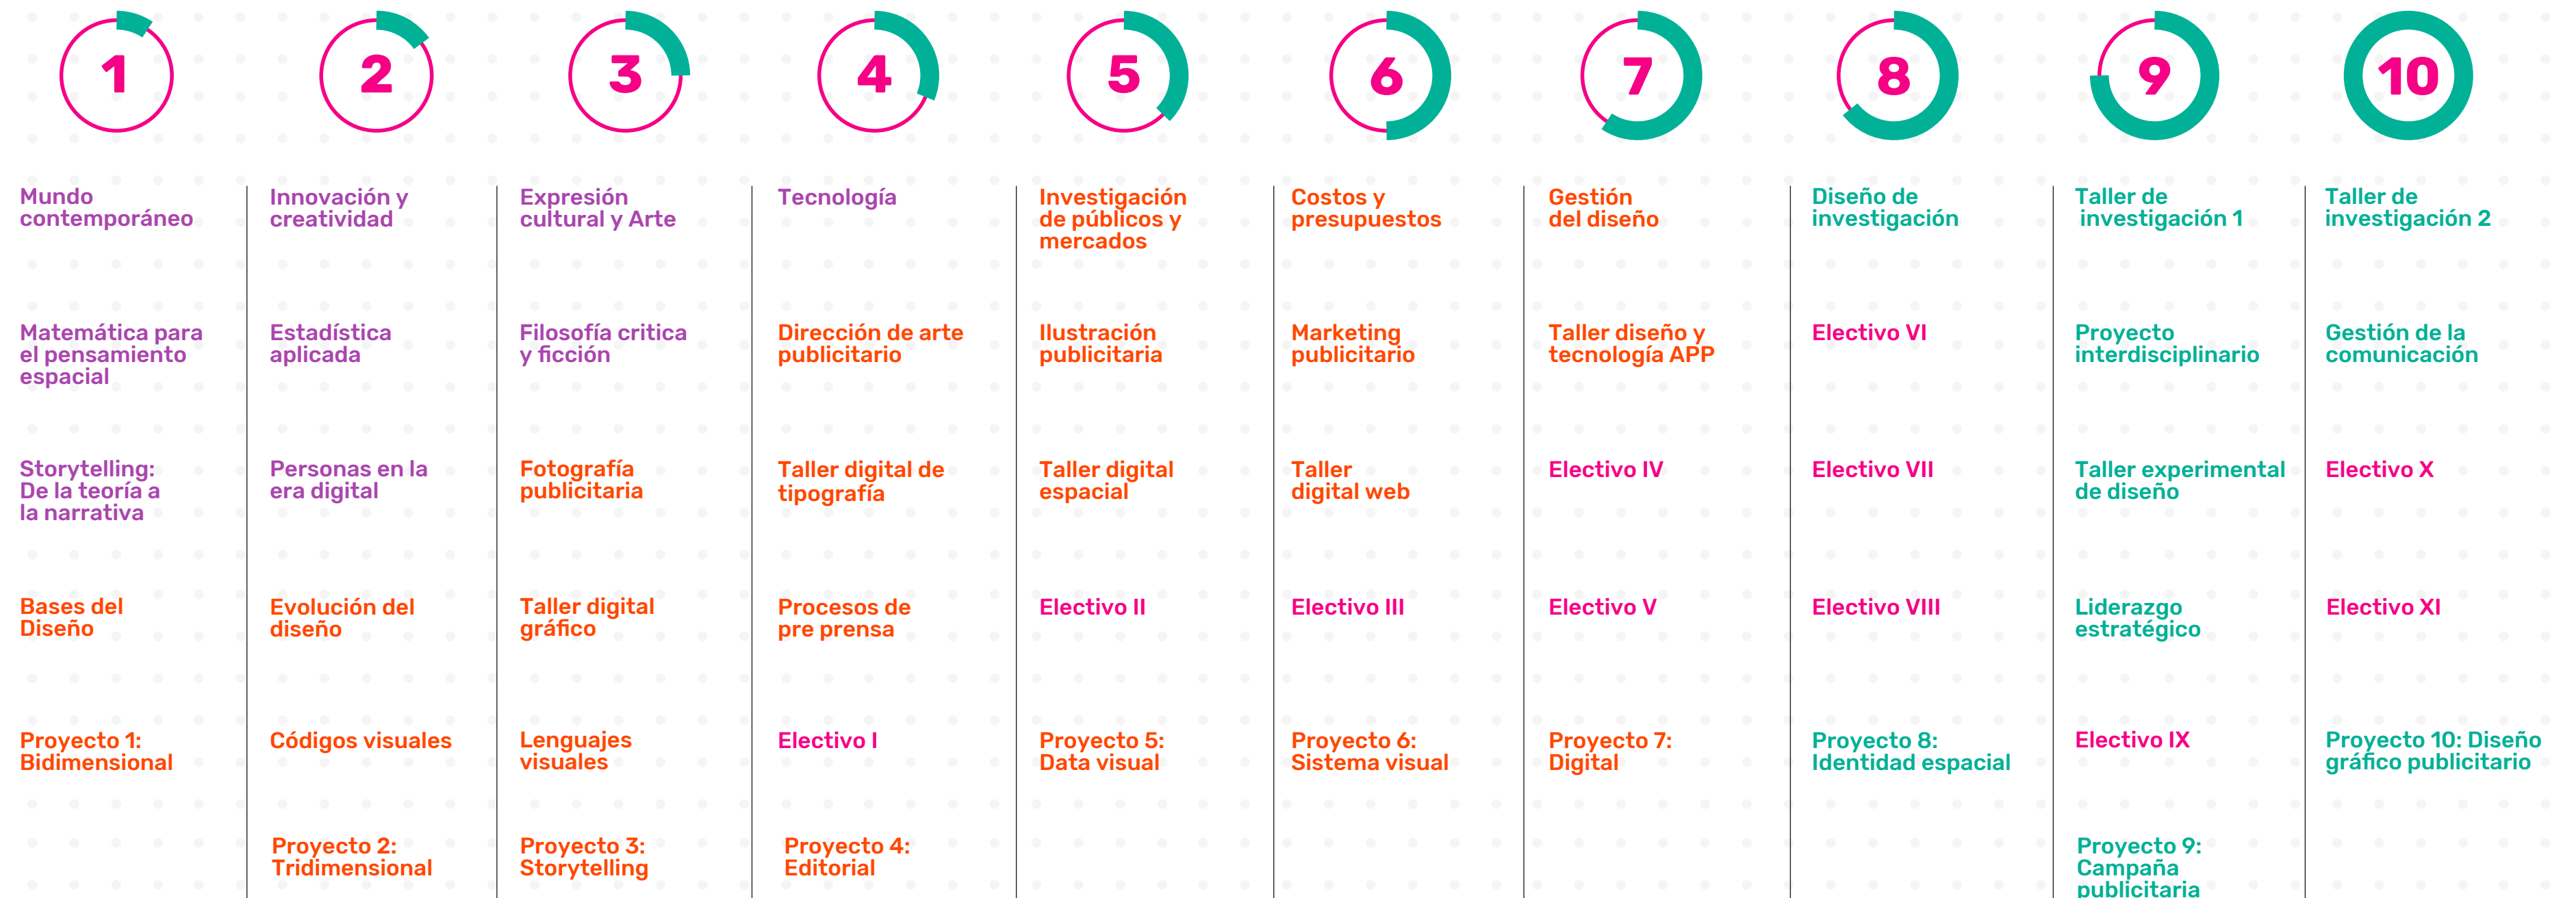 1
Mundo
contemporáneo
Matemática para
el pensamiento
espacial
Storytelling:
De la teoría a
la narrativa
Bases del
Diseño
Proyecto 1:
Bidimensional
2
Innovación y
creatividad
Estadística
aplicada
Personas en la
era digital
Evolución del
diseño
Códigos visuales
Proyecto 2:
Tridimensional
3
Expresión
cultural y Arte
Filosofía critica
y ficción
Fotografía
publicitaria
Taller digital
gráfico
Lenguajes
visuales
Proyecto 3:
Storytelling
4
Tecnología
Dirección de arte
publicitario
Taller digital de
tipografía
Procesos de
pre prensa
Electivo I
Proyecto 4:
Editorial
5
Investigación
de públicos y
mercados
Ilustración
publicitaria
Taller digital
espacial
Electivo II
Proyecto 5:
Data visual
6
Costos y
presupuestos
Marketing
publicitario
Taller
digital web
Electivo III
Proyecto 6:
Sistema visual
7
Gestión
del diseño
Taller diseño y
tecnología APP
Electivo IV
Electivo V
Proyecto 7:
Digital
8
Diseño de
investigación
Electivo VI
Electivo VII
Electivo VIII
Proyecto 8:
Identidad espacial
9
Taller de
investigación 1
Proyecto
interdisciplinario
Taller experimental
de diseño
Liderazgo
estratégico
Electivo IX
Proyecto 9:
Campaña
publicitaria
10
Taller de
investigación 2
Gestión de la
comunicación
Electivo X
Electivo XI
Proyecto 10: Diseño
gráfico publicitario